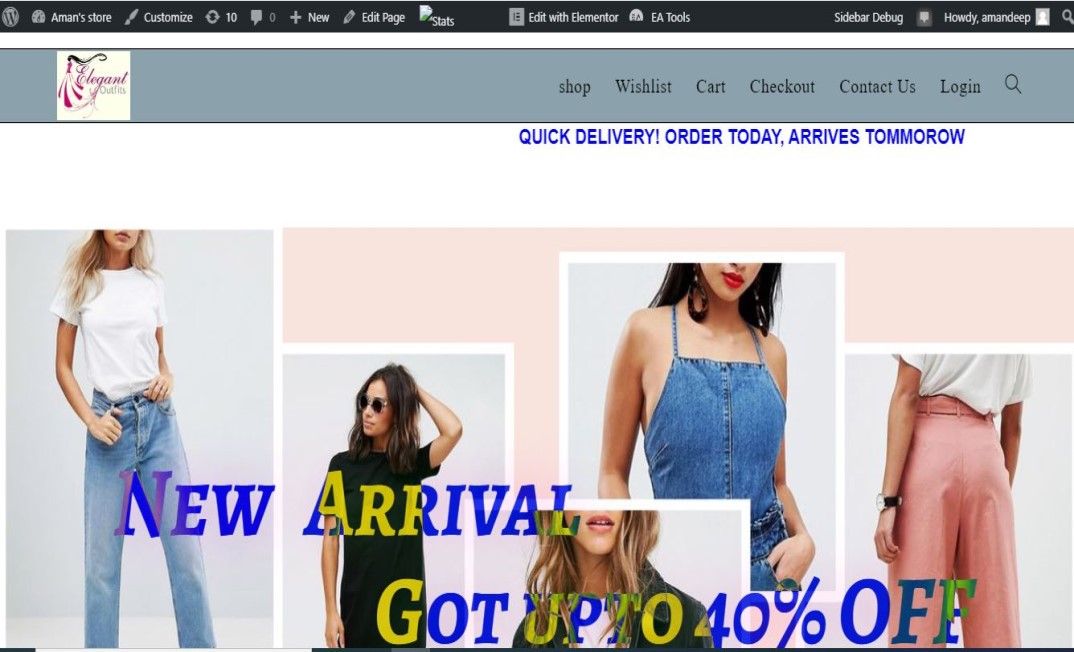 Aman's store Customize 10 0 New Edit Page Stats Edit with Elementor EA Tools Sidebar Debug Howdy, amandeep
Elegant
Outfits
shop Wishlist Cart Checkout Contact Us Login
QUICK DELIVERY! ORDER TODAY, ARRIVES TOMMOROW
NEW ARRIVAL
GOT UPTO 40% OFF